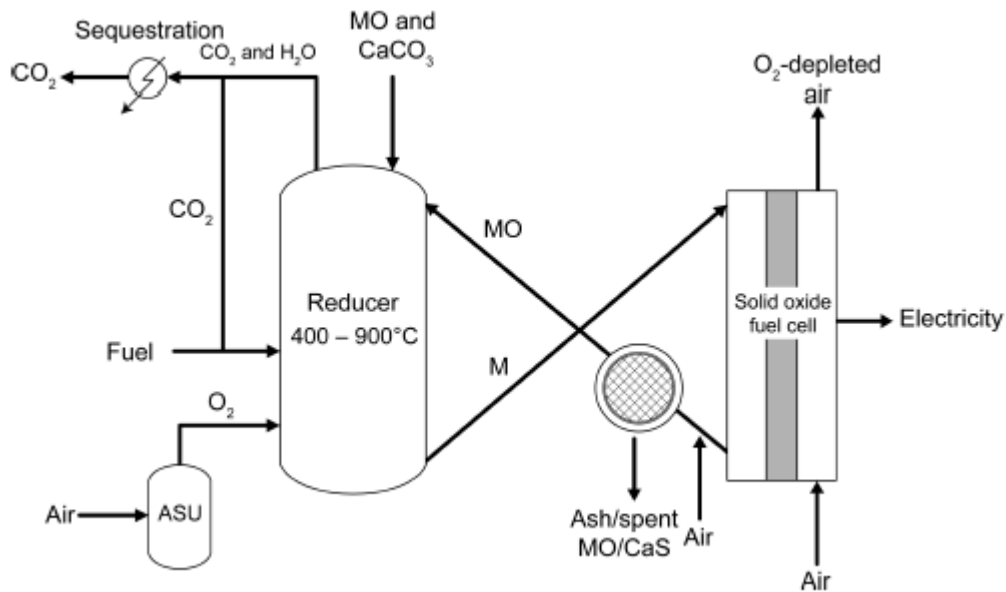 Sequestration
CO₂ and H₂O
CO₂
MO and
CaCO₃
O₂-depleted
air
CO₂
MO
Reducer
400 – 900°C
Solid oxide
fuel cell
Electricity
Fuel
M
O₂
Air
ASU
Ash/spent
MO/CaS
Air
Air